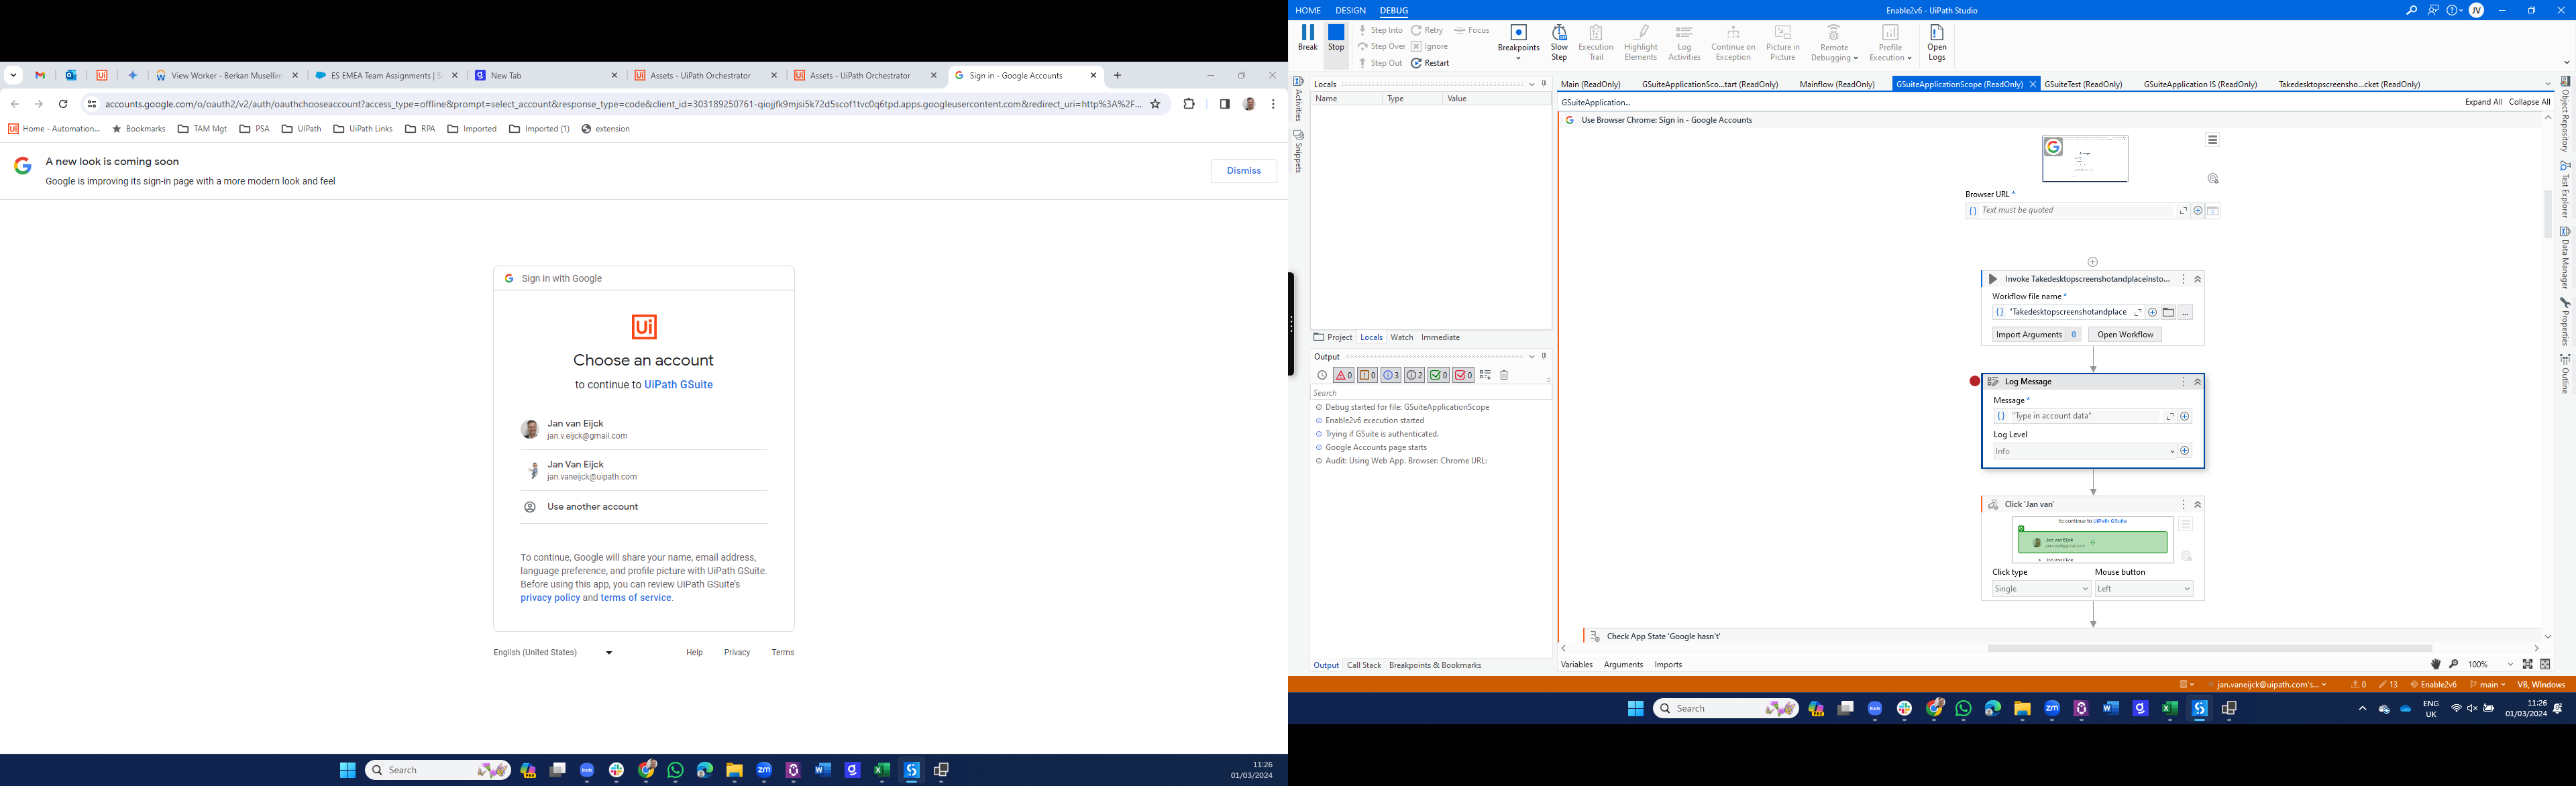 View Worker - Berkan Musellim
ES EMEA Team Assignments | S
New Tab
Assets - UiPath Orchestrator
Assets - UiPath Orchestrator
Sign in - Google Accounts
accounts.google.com/o/oauth2/v2/auth/oauthchooseaccount?access_type=offline&prompt=select_account&response_type=code&client_id=303189250761-qiojjfk9mjsi5k72d5scof1tvc0q6tpd.apps.googleusercontent.com&redirect_uri=http%3A%2F...
Home - Automation...
Bookmarks
TAM Mgt
PSA
UIPath
UiPath Links
RPA
Imported
Imported (1)
extension
A new look is coming soon
Google is improving its sign-in page with a more modern look and feel
Dismiss
Sign in with Google
Ui
Choose an account
to continue to UiPath GSuite
Jan van Eijck
jan.v.eijck@gmail.com
Jan Van Eijck
jan.vaneijck@uipath.com
Use another account
To continue, Google will share your name, email address,
language preference, and profile picture with UiPath GSuite.
Before using this app, you can review UiPath GSuite's
privacy policy and terms of service.
English (United States)
Help
Privacy
Terms
Search
11:26
01/03/2024
HOME
DESIGN
DEBUG
Enable2v6 - UiPath Studio
JV
Break
Stop
Step Into
Step Over
Step Out
Retry
Ignore
Restart
Focus
Breakpoints
Slow
Step
Execution
Trail
Highlight
Elements
Log
Activities
Continue on
Exception
Picture in
Picture
Remote
Debugging
Profile
Execution
Open
Logs
Activities
Snippets
Locals
Name
Type
Value
Project
Locals
Watch
Immediate
Output
0
0
3
2
0
0
Search
Debug started for file: GSuiteApplicationScope
Enable2v6 execution started
Trying if GSuite is authenticated.
Google Accounts page starts
Audit: Using Web App. Browser: Chrome URL:
Output
Call Stack
Breakpoints & Bookmarks
Main (ReadOnly)
GSuiteApplicationSco...tart (ReadOnly)
Mainflow (ReadOnly)
GSuiteApplicationScope (ReadOnly)
GSuiteTest (ReadOnly)
GSuiteApplication IS (ReadOnly)
Takedesktopscreensho...cket (ReadOnly)
GSuiteApplication...
Expand All
Collapse All
Use Browser Chrome: Sign in - Google Accounts
Browser URL *
Text must be quoted
Invoke Takedesktopscreenshotandplaceinsto...
Workflow file name *
"Takedesktopscreenshotandplace
Import Arguments
0
Open Workflow
Log Message
Message *
"Type in account data"
Log Level
Info
Click 'Jan van'
to continue to UiPath GSuite
Jan van Eijck
Click type
Mouse button
Single
Left
Check App State 'Google hasn't'
Variables
Arguments
Imports
100%
Object Repository
Test Explorer
Data Manager
Properties
Outline
jan.vaneijck@uipath.com's...
0
13
Enable2v6
main
VB, Windows
Search
ENG
UK
11:26
01/03/2024